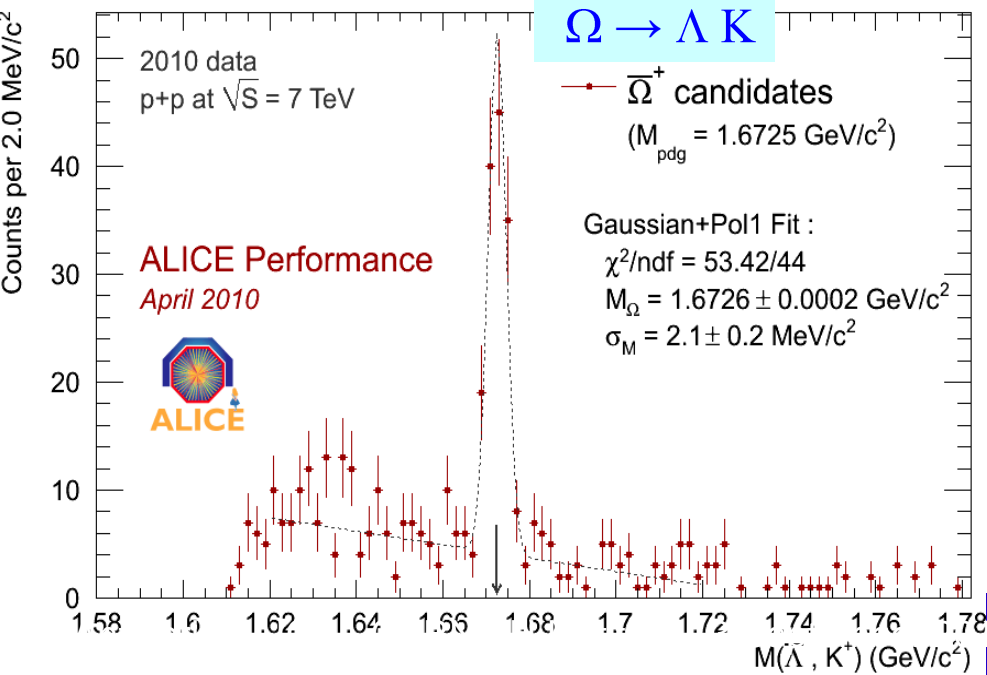 Ω → Λ K
2010 data
p+p at √S = 7 TeV
Ω̅⁺ candidates
(M_pdg = 1.6725 GeV/c²)
ALICE Performance
April 2010
ALICE
Gaussian+Pol1 Fit :
χ²/ndf = 53.42/44
M_Ω = 1.6726 ± 0.0002 GeV/c²
σ_M = 2.1± 0.2 MeV/c²
Counts per 2.0 MeV/c²
50
40
30
20
10
0
1.58 1.6 1.62 1.64 1.66 1.68 1.7 1.72 1.74 1.76 1.78
M(Λ̅ , K⁺) (GeV/c²)